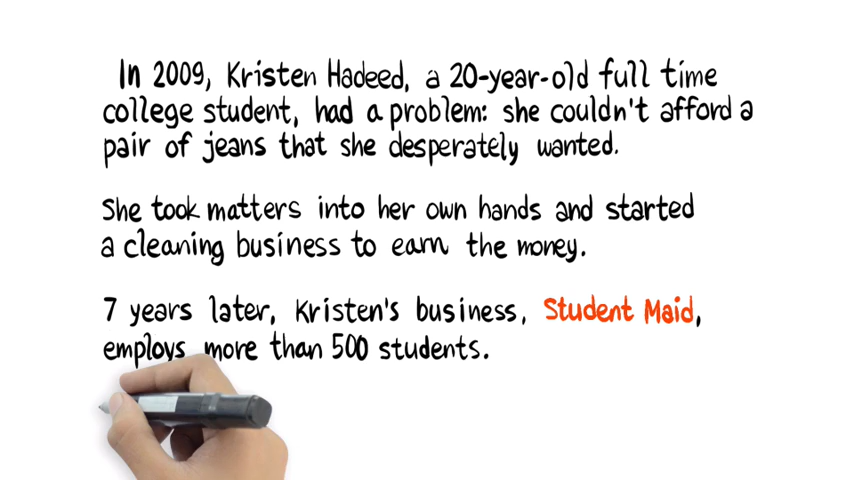 In 2009, Kristen Hadeed, a 20-year-old full time
college student, had a problem: she couldn't afford a
pair of jeans that she desperately wanted.
She took matters into her own hands and started
a cleaning business to earn the money.
7 years later, Kristen's business, Student Maid,
employs more than 500 students.